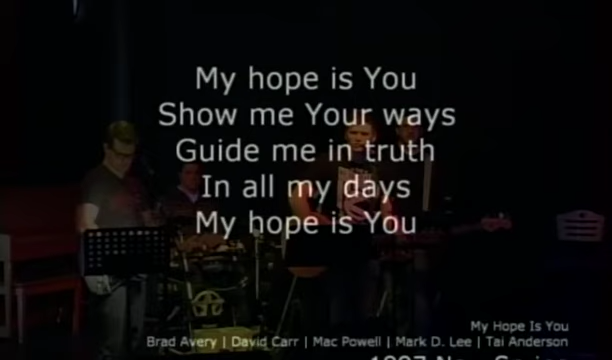 My hope is You
Show me Your ways
Guide me in truth
In all my days
My hope is You
My Hope Is You
Brad Avery | David Carr | Mac Powell | Mark D. Lee | Tai Anderson
1997